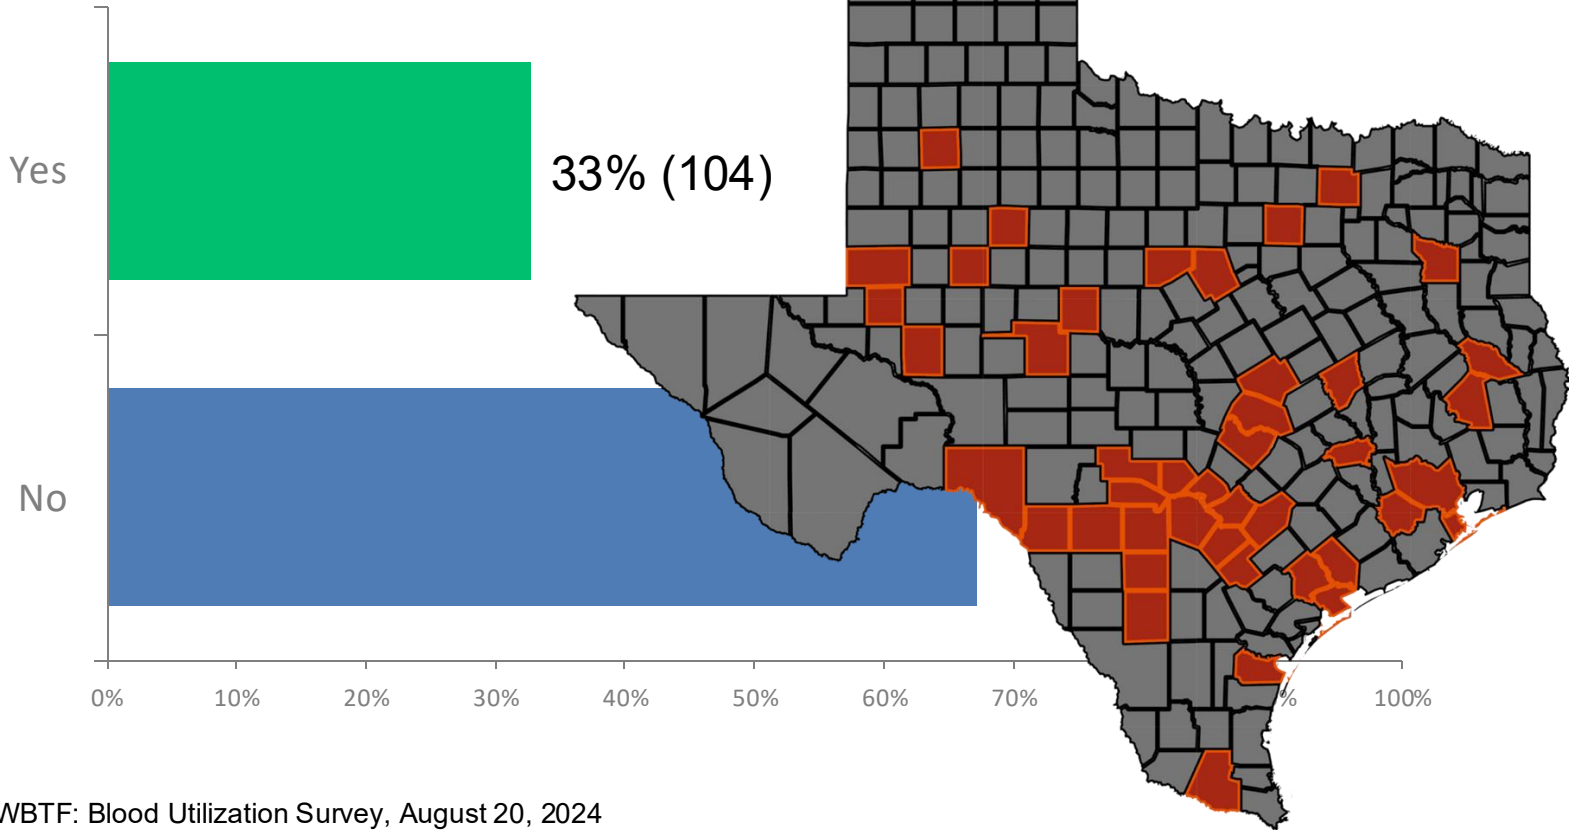 Yes
33% (104)
No
0% 10% 20% 30% 40% 50% 60% 70% % 100%
WBTF: Blood Utilization Survey, August 20, 2024